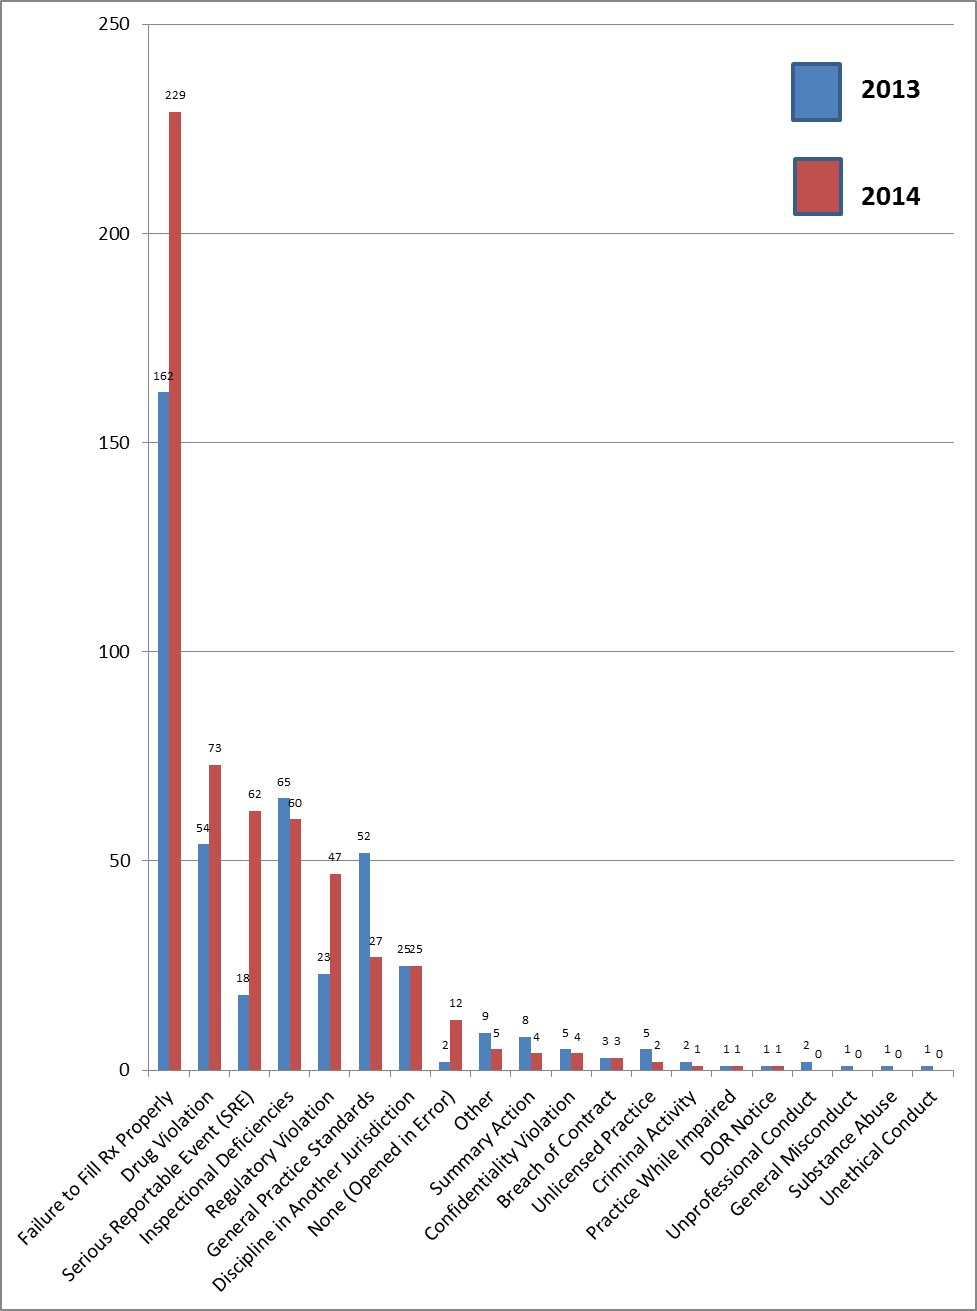 250
2013
229
2014
200
162
150
100
73
65
62
60
54
52
50
47
27
25 25
23
18
12
9
8
5 4 5
5 4 3 3 2 2 1 1 1 1 1 2 0 1 0 1 0 1 0
2
0
Failure to Fill Rx Properly
Drug Violation
Serious Reportable Event (SRE)
Inspectional Deficiencies
Regulatory Violation
General Practice Standards
Discipline in Another Jurisdiction
None (Opened in Error)
Other
Summary Action
Confidentiality Violation
Breach of Contract
Unlicensed Practice
Criminal Activity
Practice While Impaired
DOR Notice
Unprofessional Conduct
General Misconduct
Substance Abuse
Unethical Conduct